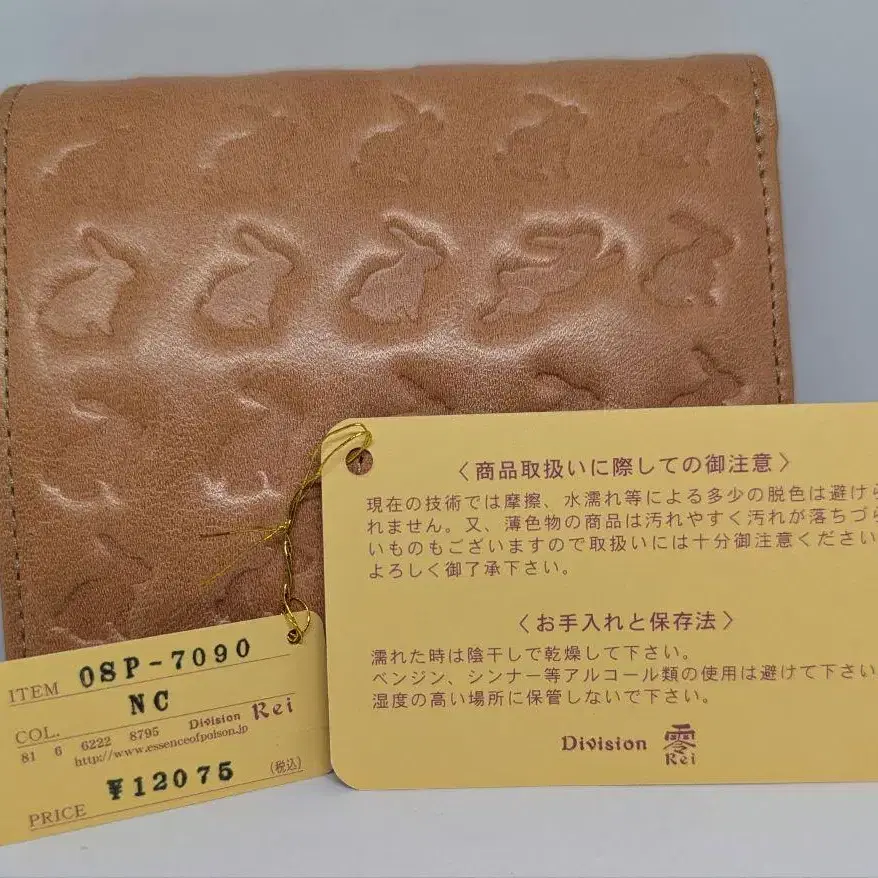 〈商品取扱いに際しての御注意〉
現在の技術では摩擦、水濡れ等による多少の脱色は避けら
れません。又、薄色物の商品は汚れやすく汚れが落ちづら
いものもございますので取扱いには十分御注意ください
よろしく御了承下さい。
〈お手入れと保存法〉
濡れた時は陰干しで乾燥して下さい。
ベンジン、シンナー等アルコール類の使用は避けて下さい
湿度の高い場所に保管しないで下さい。
Division 零 Rei
ITEM 0SP-7090
COL. NC
81 6 6222 8795 Division Rei
http://www.essenceofpoison.jp
PRICE ¥12075 (税込)